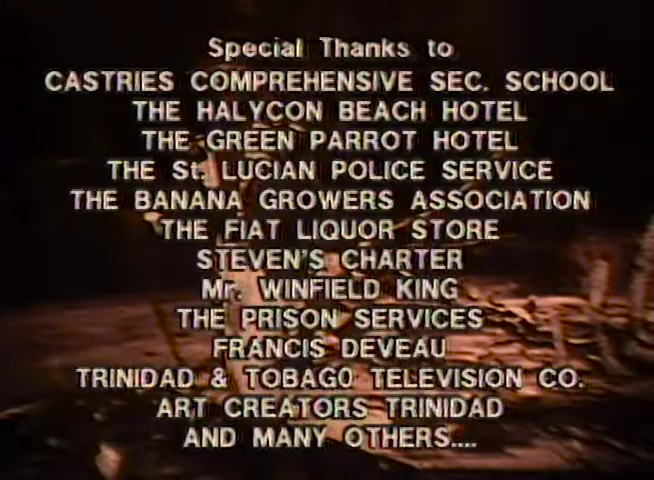 Special Thanks to
CASTRIES COMPREHENSIVE SEC. SCHOOL
THE HALYCON BEACH HOTEL
THE GREEN PARROT HOTEL
THE St. LUCIAN POLICE SERVICE
THE BANANA GROWERS ASSOCIATION
THE FIAT LIQUOR STORE
STEVEN'S CHARTER
Mr. WINFIELD KING
THE PRISON SERVICES
FRANCIS DEVEAU
TRINIDAD & TOBAGO TELEVISION CO.
ART CREATORS TRINIDAD
AND MANY OTHERS....